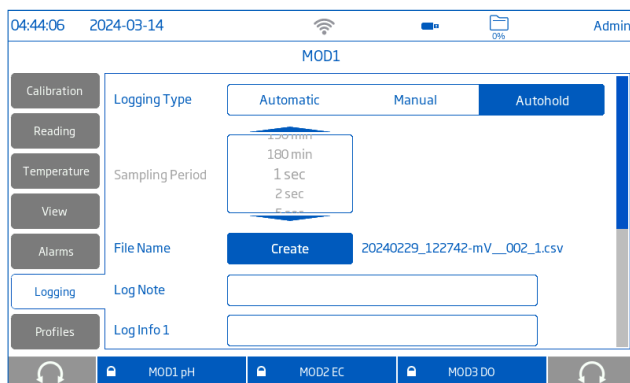 04:44:06 2024-03-14 0% Admin
MOD1
Calibration
Reading
Temperature
View
Alarms
Logging
Profiles
Logging Type Automatic Manual Autohold
180 min
Sampling Period 1 sec
2 sec
File Name Create 20240229_122742-mV__002_1.csv
Log Note
Log Info 1
MOD1 pH MOD2 EC MOD3 DO